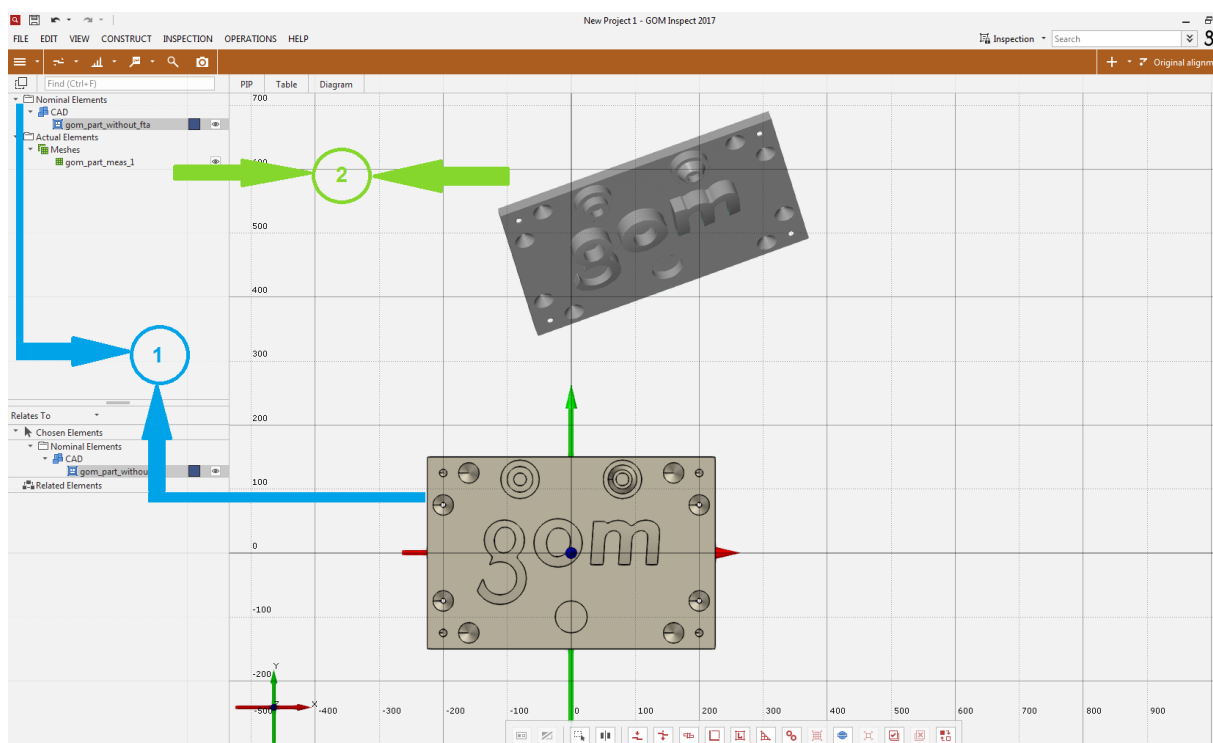 New Project 1 - GOM Inspect 2017
FILE EDIT VIEW CONSTRUCT INSPECTION OPERATIONS HELP
Inspection
Search
Original alignm
Find (Ctrl+F)
PIP Table Diagram
Nominal Elements
CAD
gom_part_without_fta
Actual Elements
Meshes
gom_part_meas_1
700
600
500
400
300
200
100
0
-100
-200
2
1
gom
gom
Relates To
Chosen Elements
Nominal Elements
CAD
gom_part_withou
Related Elements
Y
X
Z
-500 -400 -300 -200 -100 0 100 200 300 400 500 600 700 800 900